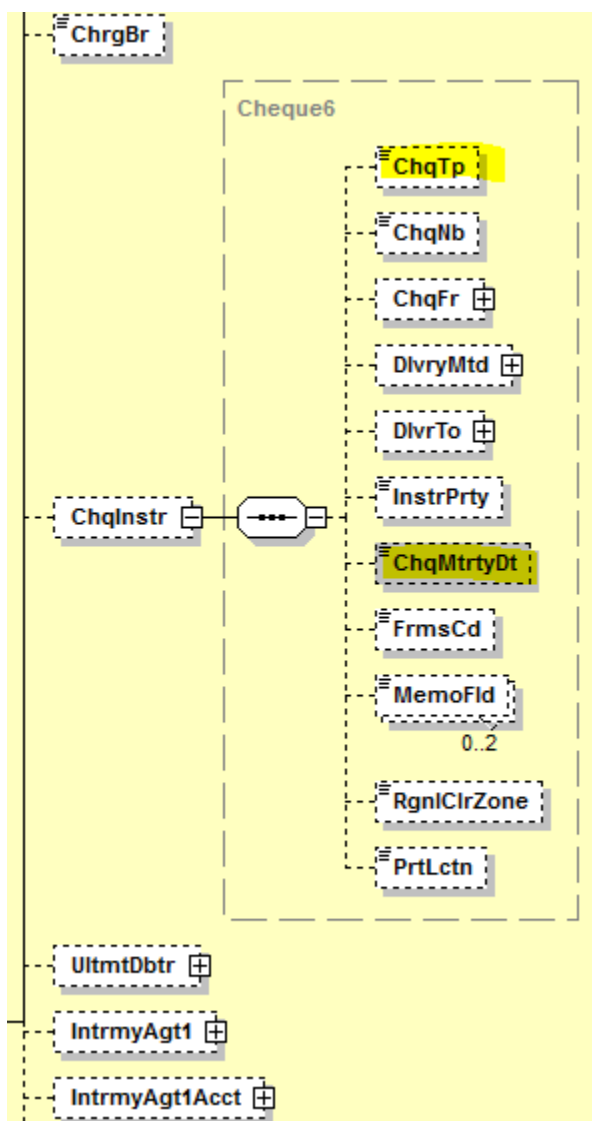 ChrgBr
Cheque6
ChqTp
ChqNb
ChqFr
DlvryMtd
DlvrTo
InstrPrty
ChqInstr
ChqMtrtyDt
FrmsCd
MemoFld
0..2
RgnlClrZone
PrtLctn
UltmtDbtr
IntrmyAgt1
IntrmyAgt1Acct